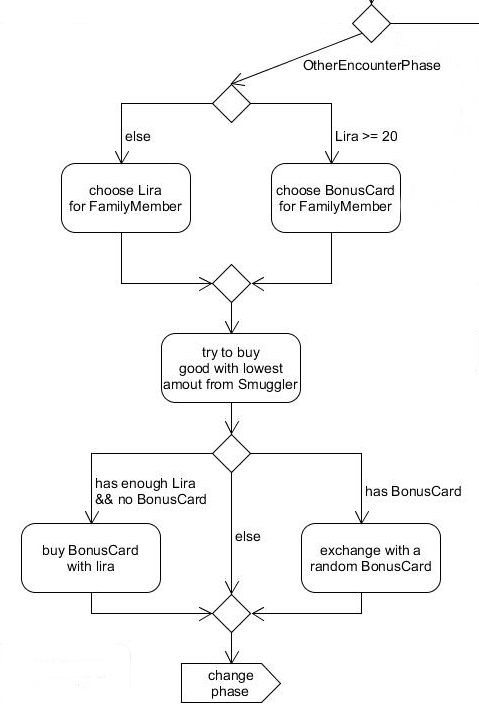 OtherEncounterPhase
else
Lira >= 20
choose Lira
for FamilyMember
choose BonusCard
for FamilyMember
try to buy
good with lowest
amout from Smuggler
has enough Lira
&& no BonusCard
has BonusCard
else
buy BonusCard
with lira
exchange with a
random BonusCard
change
phase